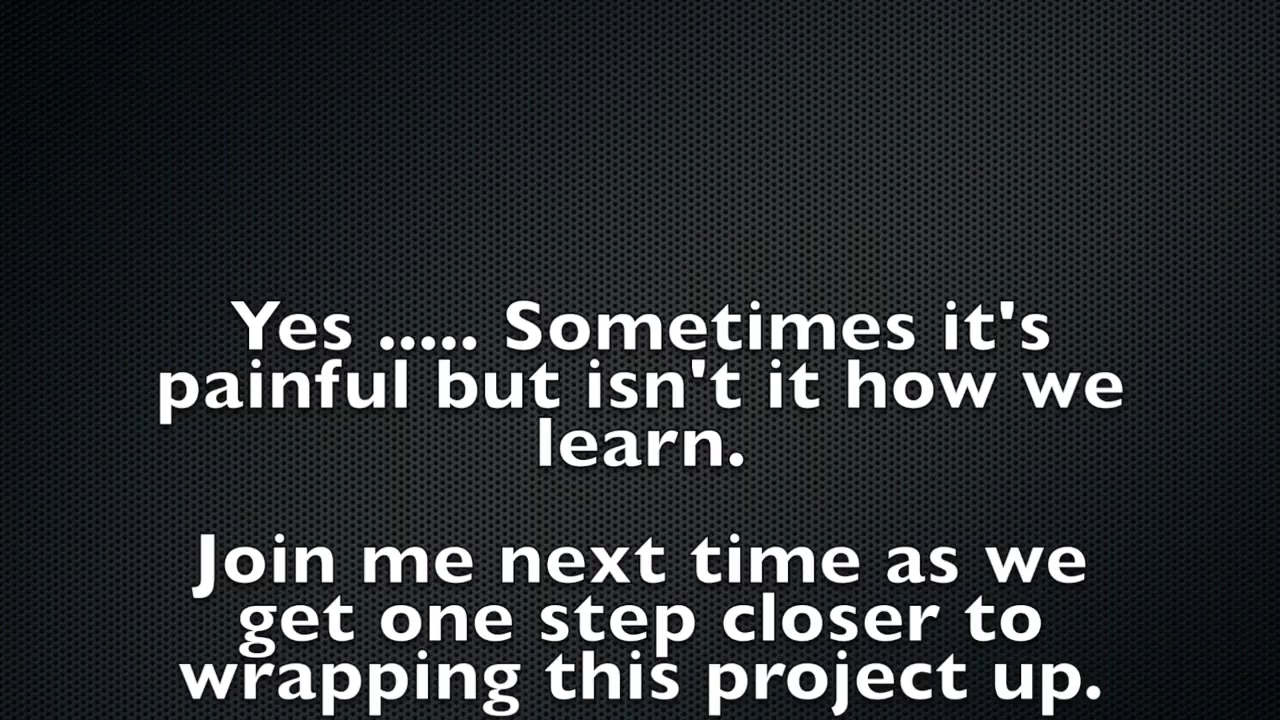 Yes ..... Sometimes it's
painful but isn't it how we
learn.
Join me next time as we
get one step closer to
wrapping this project up.